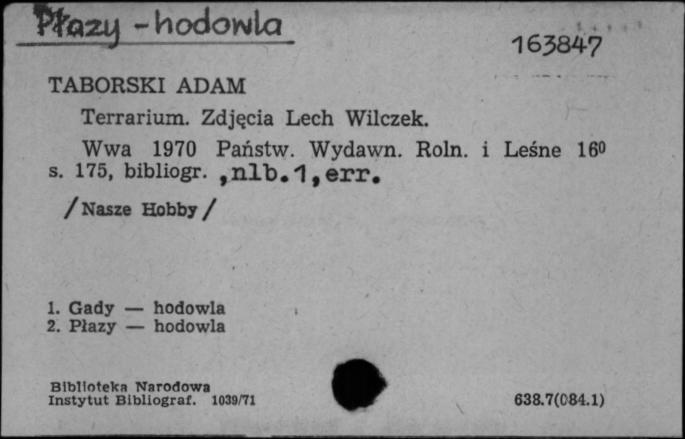 Płazy - hodowla
163847
TABORSKI ADAM
Terrarium. Zdjęcia Lech Wilczek.
Wwa 1970 Państw. Wydawn. Roln. i Leśne 16⁰
s. 175, bibliogr. ,nlb.1,err.
/Nasze Hobby/
1. Gady — hodowla
2. Płazy — hodowla
Biblioteka Narodowa
Instytut Bibliograf. 1039/71
638.7(084.1)